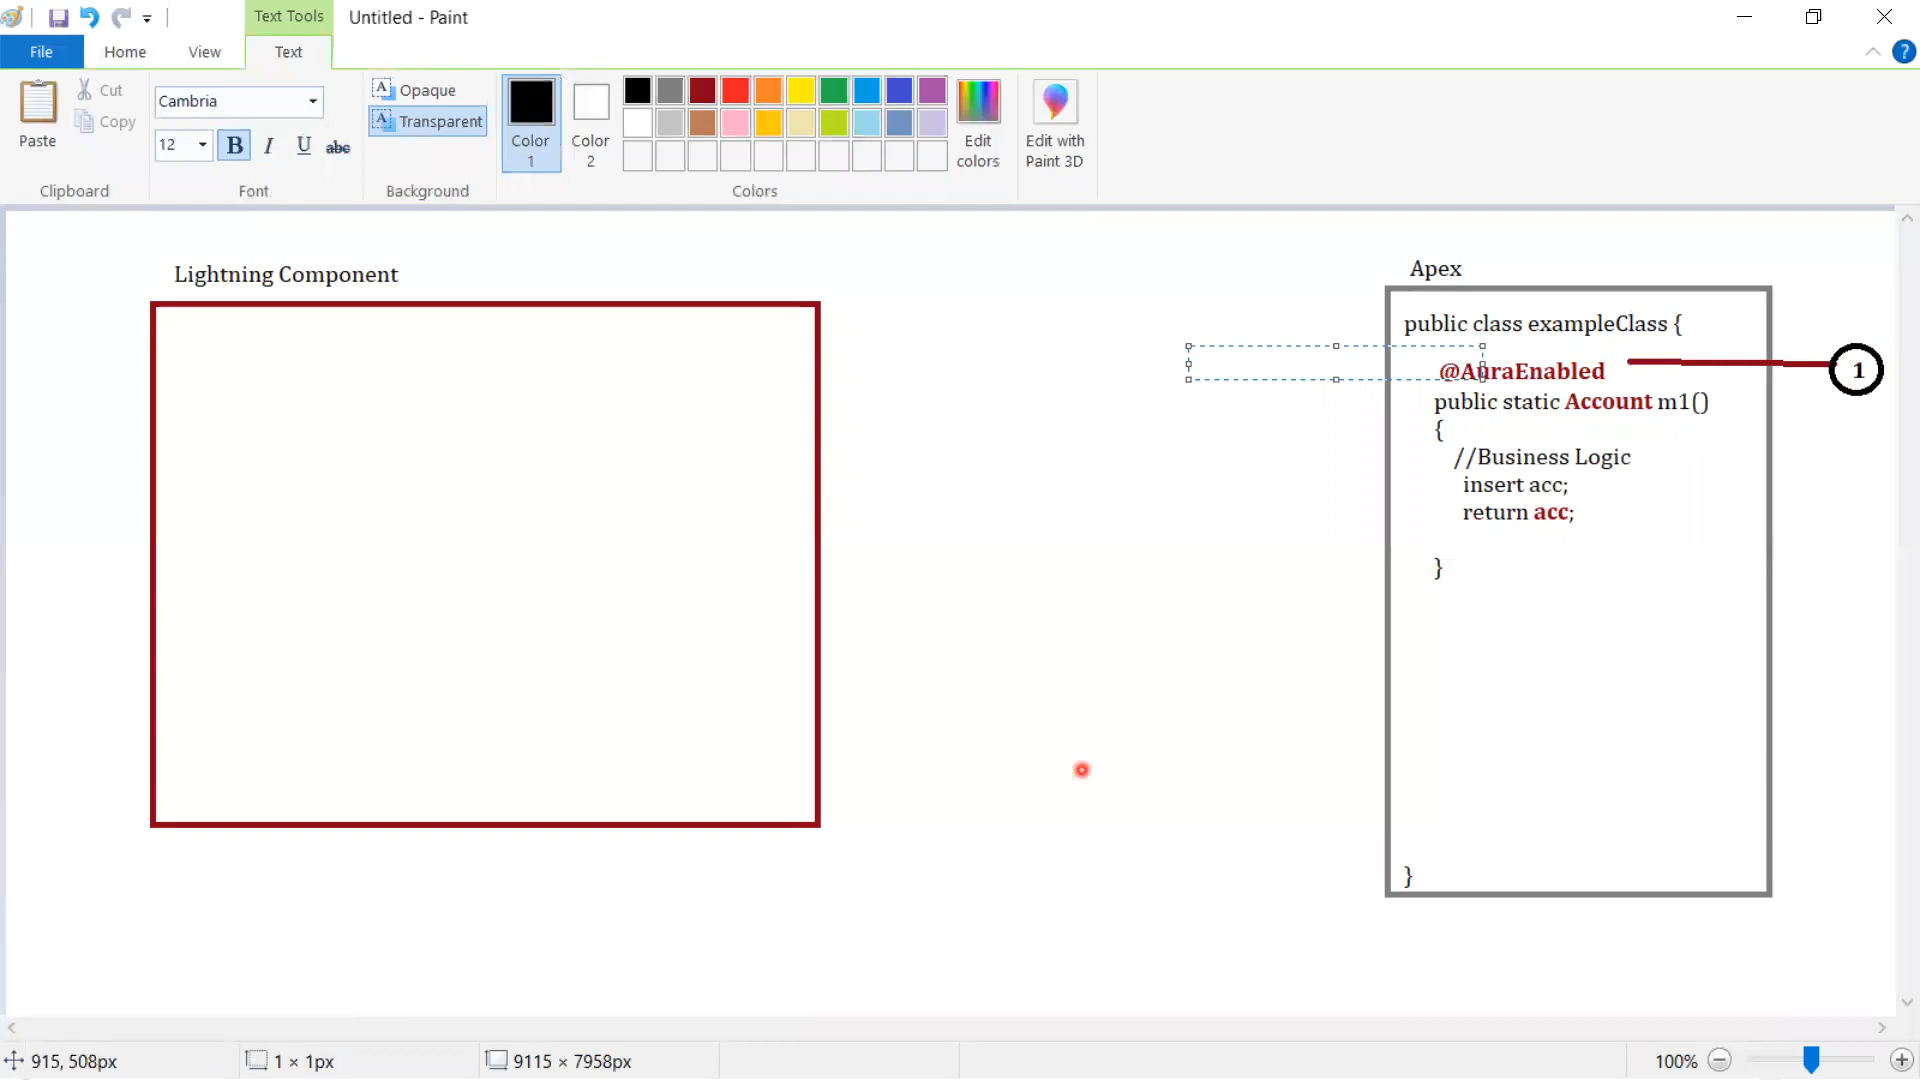 Text Tools
Untitled - Paint
File
Home
View
Text
Paste
Cut
Copy
Clipboard
Cambria
12
B I U abc
Font
A Opaque
A Transparent
Background
Color 1
Color 2
Edit colors
Colors
Edit with Paint 3D
?
Lightning Component
Apex
public class exampleClass {
@AuraEnabled
1
public static Account m1()
{
//Business Logic
insert acc;
return acc;
}
}
915, 508px
1 × 1px
9115 × 7958px
100%